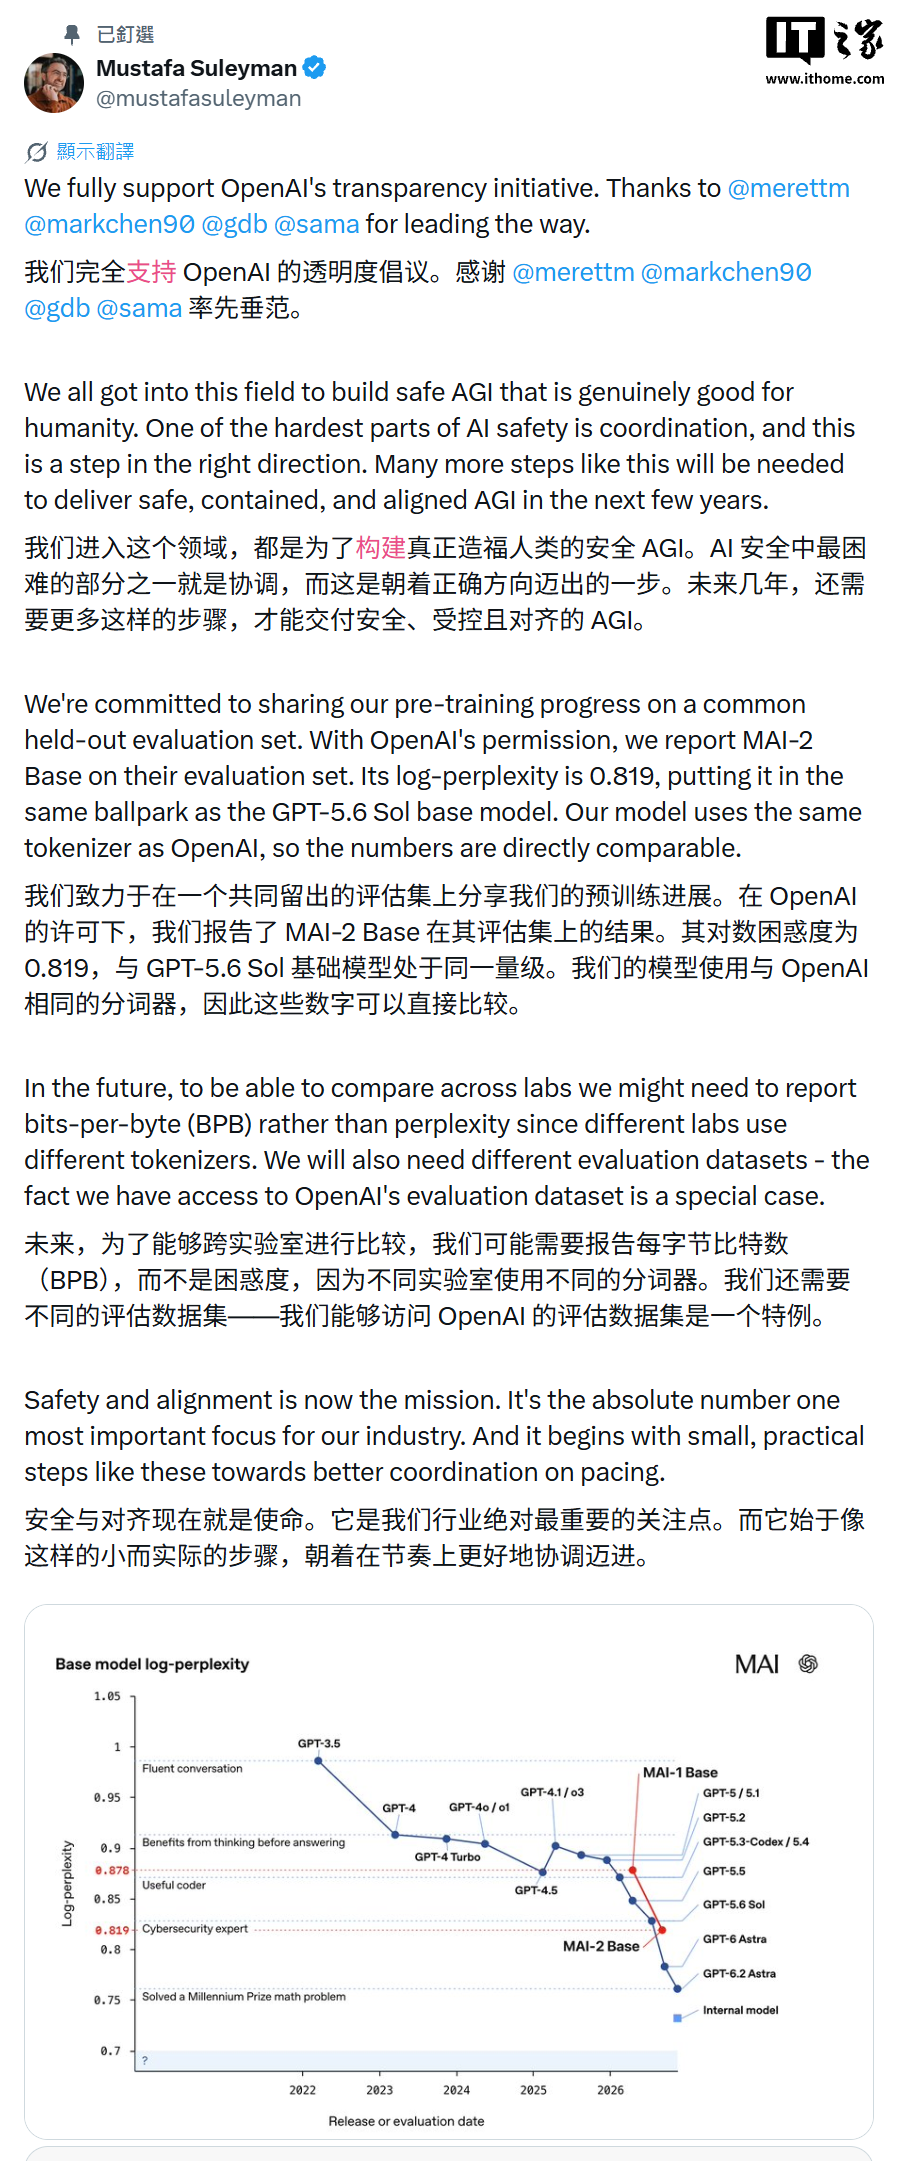 已釘選
IT之家
www.ithome.com
Mustafa Suleyman
@mustafasuleyman
顯示翻譯
We fully support OpenAI's transparency initiative. Thanks to @merettm
@markchen90 @gdb @sama for leading the way.
我们完全支持 OpenAI 的透明度倡议。感谢 @merettm @markchen90
@gdb @sama 率先垂范。
We all got into this field to build safe AGI that is genuinely good for
humanity. One of the hardest parts of AI safety is coordination, and this
is a step in the right direction. Many more steps like this will be needed
to deliver safe, contained, and aligned AGI in the next few years.
我们进入这个领域，都是为了构建真正造福人类的安全 AGI。AI 安全中最困
难的部分之一就是协调，而这是朝着正确方向迈出的一步。未来几年，还需
要更多这样的步骤，才能交付安全、受控且对齐的 AGI。
We're committed to sharing our pre-training progress on a common
held-out evaluation set. With OpenAI's permission, we report MAI-2
Base on their evaluation set. Its log-perplexity is 0.819, putting it in the
same ballpark as the GPT-5.6 Sol base model. Our model uses the same
tokenizer as OpenAI, so the numbers are directly comparable.
我们致力于在一个共同留出的评估集上分享我们的预训练进展。在 OpenAI
的许可下，我们报告了 MAI-2 Base 在其评估集上的结果。其对数困惑度为
0.819，与 GPT-5.6 Sol 基础模型处于同一量级。我们的模型使用与 OpenAI
相同的分词器，因此这些数字可以直接比较。
In the future, to be able to compare across labs we might need to report
bits-per-byte (BPB) rather than perplexity since different labs use
different tokenizers. We will also need different evaluation datasets - the
fact we have access to OpenAI's evaluation dataset is a special case.
未来，为了能够跨实验室进行比较，我们可能需要报告每字节比特数
（BPB），而不是困惑度，因为不同实验室使用不同的分词器。我们还需要
不同的评估数据集——我们能够访问 OpenAI 的评估数据集是一个特例。
Safety and alignment is now the mission. It's the absolute number one
most important focus for our industry. And it begins with small, practical
steps like these towards better coordination on pacing.
安全与对齐现在就是使命。它是我们行业绝对最重要的关注点。而它始于像
这样的小而实际的步骤，朝着在节奏上更好地协调迈进。
Base model log-perplexity
MAI
1.05
1
0.95
0.9
0.878
0.85
0.819
0.8
0.75
0.7
Log-perplexity
Fluent conversation
Benefits from thinking before answering
Useful coder
Cybersecurity expert
Solved a Millennium Prize math problem
?
GPT-3.5
GPT-4
GPT-4 Turbo
GPT-4o / o1
GPT-4.5
GPT-4.1 / o3
MAI-1 Base
GPT-5 / 5.1
GPT-5.2
GPT-5.3-Codex / 5.4
GPT-5.5
GPT-5.6 Sol
MAI-2 Base
GPT-6 Astra
GPT-6.2 Astra
Internal model
2022
2023
2024
2025
2026
Release or evaluation date